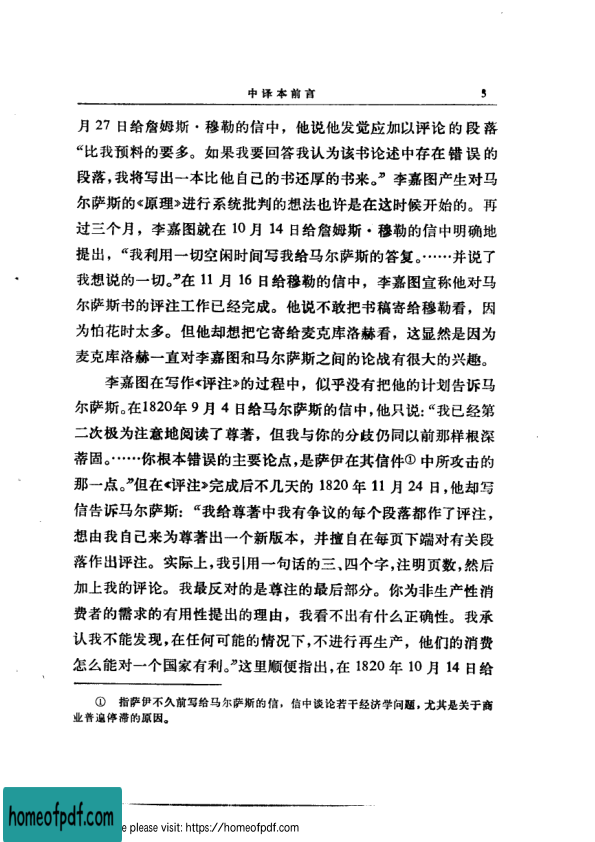 中译本前言 5
月 27 日给詹姆斯·穆勒的信中，他说他发觉应加以评论的段落
“比我预料的要多。如果我要回答我认为该书论述中存在错误的
段落，我将写出一本比他自己的书还厚的书来。”李嘉图产生对马
尔萨斯的《原理》进行系统批判的想法也许是在这时候开始的。再
过三个月，李嘉图就在 10 月 14 日给詹姆斯·穆勒的信中明确地
提出，“我利用一切空闲时间写我给马尔萨斯的答复。……并说了
我想说的一切。”在 11 月 16 日给穆勒的信中，李嘉图宣称他对马
尔萨斯书的评注工作已经完成。他说不敢把书稿寄给穆勒看，因
为怕花时太多。但他却想把它寄给麦克库洛赫看，这显然是因为
麦克库洛赫一直对李嘉图和马尔萨斯之间的论战有很大的兴趣。
李嘉图在写作《评注》的过程中，似乎没有把他的计划告诉马
尔萨斯。在1820年 9 月 4 日给马尔萨斯的信中，他只说：“我已经第
二次极为注意地阅读了尊著，但我与你的分歧仍同以前那样根深
蒂固。……你根本错误的主要论点，是萨伊在其信件①中所攻击的
那一点。”但在《评注》完成后不几天的 1820 年 11 月 24 日，他却写
信告诉马尔萨斯：“我给尊著中我有争议的每个段落都作了评注，
想由我自己来为尊著出一个新版本，并擅自在每页下端对有关段
落作出评注。实际上，我引用一句话的三、四个字，注明页数，然后
加上我的评论。我最反对的是尊注的最后部分。你为非生产性消
费者的需求的有用性提出的理由，我看不出有什么正确性。我承
认我不能发现，在任何可能的情况下，不进行再生产，他们的消费
怎么能对一个国家有利。”这里顺便指出，在 1820 年 10 月 14 日给
① 指萨伊不久前写给马尔萨斯的信，信中谈论若干经济学问题，尤其是关于商
业普遍停滞的原因。
homeofpdf.com
e please visit: https://homeofpdf.com